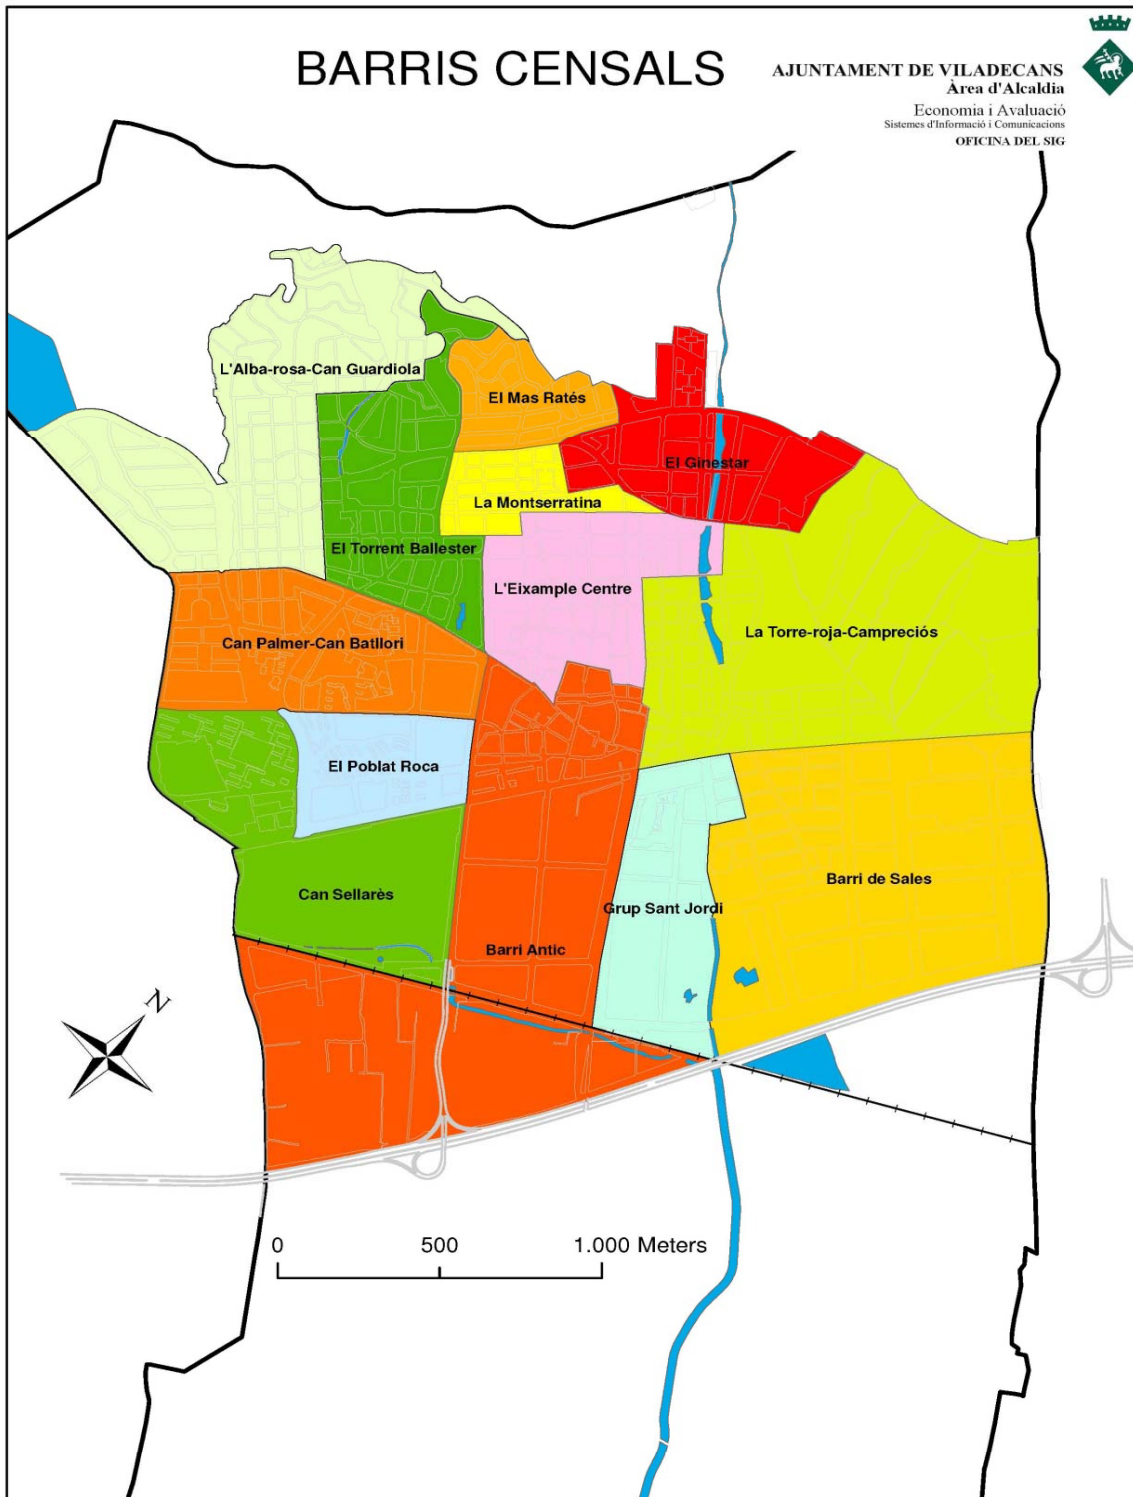 BARRIS CENSALS
AJUNTAMENT DE VILADECANS
Àrea d'Alcaldia
Economia i Avaluació
Sistemes d'Informació i Comunicacions
OFICINA DEL SIG
L'Alba-rosa-Can Guardiola
El Mas Ratés
El Ginestar
La Montserratina
El Torrent Ballester
L'Eixample Centre
La Torre-roja-Campreciós
Can Palmer-Can Batllori
El Poblat Roca
Barri de Sales
Can Sellarès
Grup Sant Jordi
Barri Antic
N
0 500 1.000 Meters